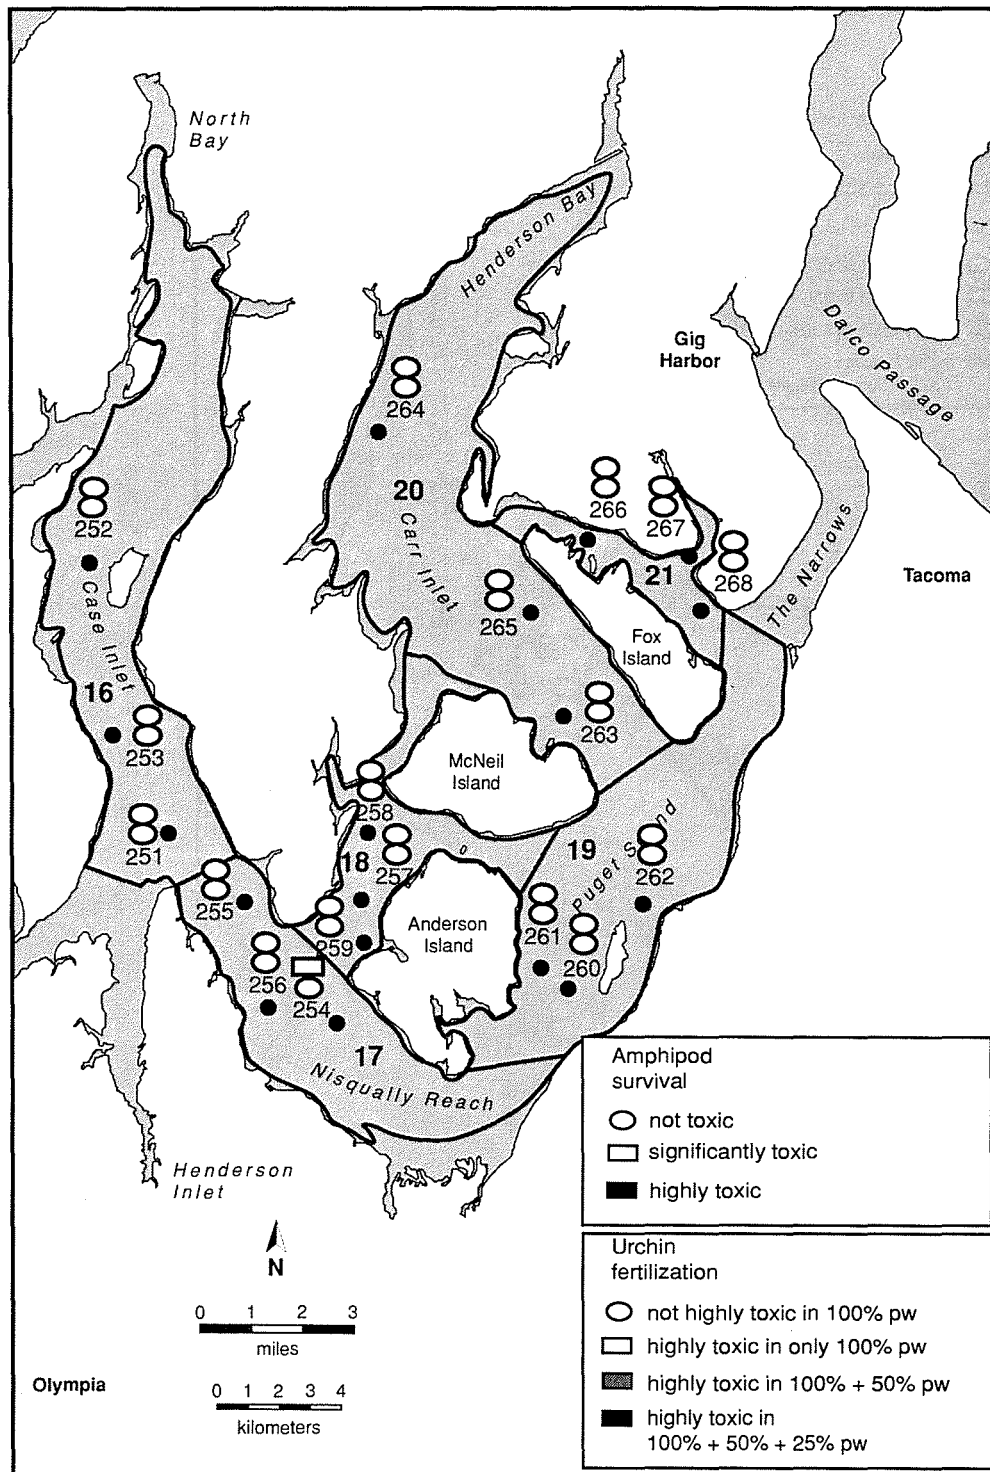 North
Bay
Henderson Bay
Gig
Harbor
Dalco Passage
264
252
20
266
267
268
21
The Narrows
Tacoma
Carr Inlet
Case Inlet
265
Fox
Island
16
253
263
McNeil
Island
258
251
18
257
19
Puget S nd
262
255
259
Anderson
Island
261
260
256
254
17
Nisqually Reach
Henderson
Inlet
N
0 1 2 3
miles
0 1 2 3 4
kilometers
Olympia
Amphipod
survival
not toxic
significantly toxic
highly toxic
Urchin
fertilization
not highly toxic in 100% pw
highly toxic in only 100% pw
highly toxic in 100% + 50% pw
highly toxic in
100% + 50% + 25% pw